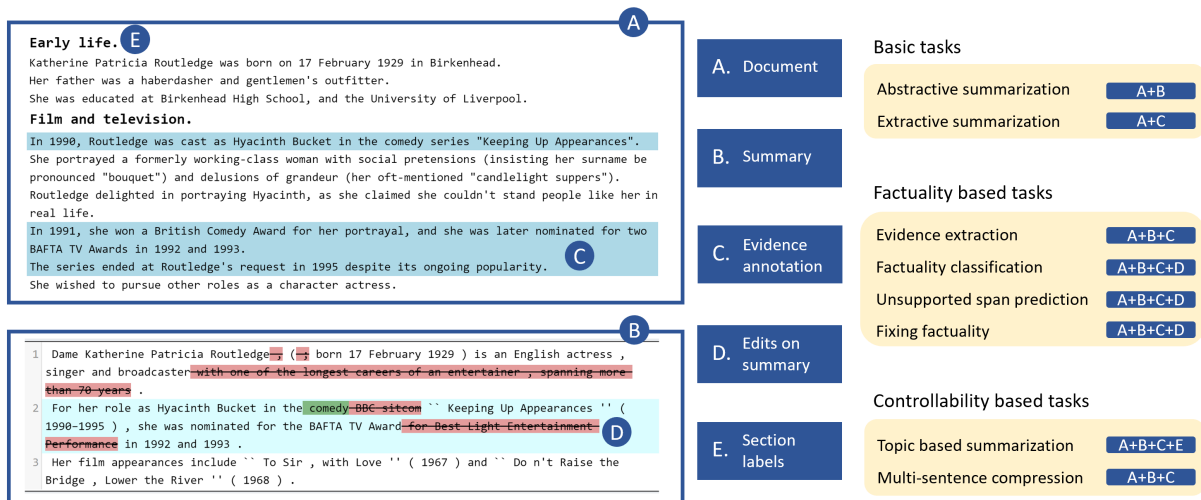 A
Early life. E
Katherine Patricia Routledge was born on 17 February 1929 in Birkenhead.
Her father was a haberdasher and gentlemen's outfitter.
She was educated at Birkenhead High School, and the University of Liverpool.
Film and television.
In 1990, Routledge was cast as Hyacinth Bucket in the comedy series "Keeping Up Appearances".
She portrayed a formerly working-class woman with social pretensions (insisting her surname be
pronounced "bouquet") and delusions of grandeur (her oft-mentioned "candlelight suppers").
Routledge delighted in portraying Hyacinth, as she claimed she couldn't stand people like her in
real life.
In 1991, she won a British Comedy Award for her portrayal, and she was later nominated for two
BAFTA TV Awards in 1992 and 1993.
C
The series ended at Routledge's request in 1995 despite its ongoing popularity.
She wished to pursue other roles as a character actress.
B
1 Dame Katherine Patricia Routledge , ( ; born 17 February 1929 ) is an English actress ,
singer and broadcaster with one of the longest careers of an entertainer , spanning more
than 70 years .
2 For her role as Hyacinth Bucket in the comedy BBC sitcom `` Keeping Up Appearances '' (
1990–1995 ) , she was nominated for the BAFTA TV Award for Best Light Entertainment
Performance in 1992 and 1993 .
D
3 Her film appearances include `` To Sir , with Love '' ( 1967 ) and `` Do n't Raise the
Bridge , Lower the River '' ( 1968 ) .
A. Document
B. Summary
C. Evidence
annotation
D. Edits on
summary
E. Section
labels
Basic tasks
Abstractive summarization A+B
Extractive summarization A+C
Factuality based tasks
Evidence extraction A+B+C
Factuality classification A+B+C+D
Unsupported span prediction A+B+C+D
Fixing factuality A+B+C+D
Controllability based tasks
Topic based summarization A+B+C+E
Multi-sentence compression A+B+C